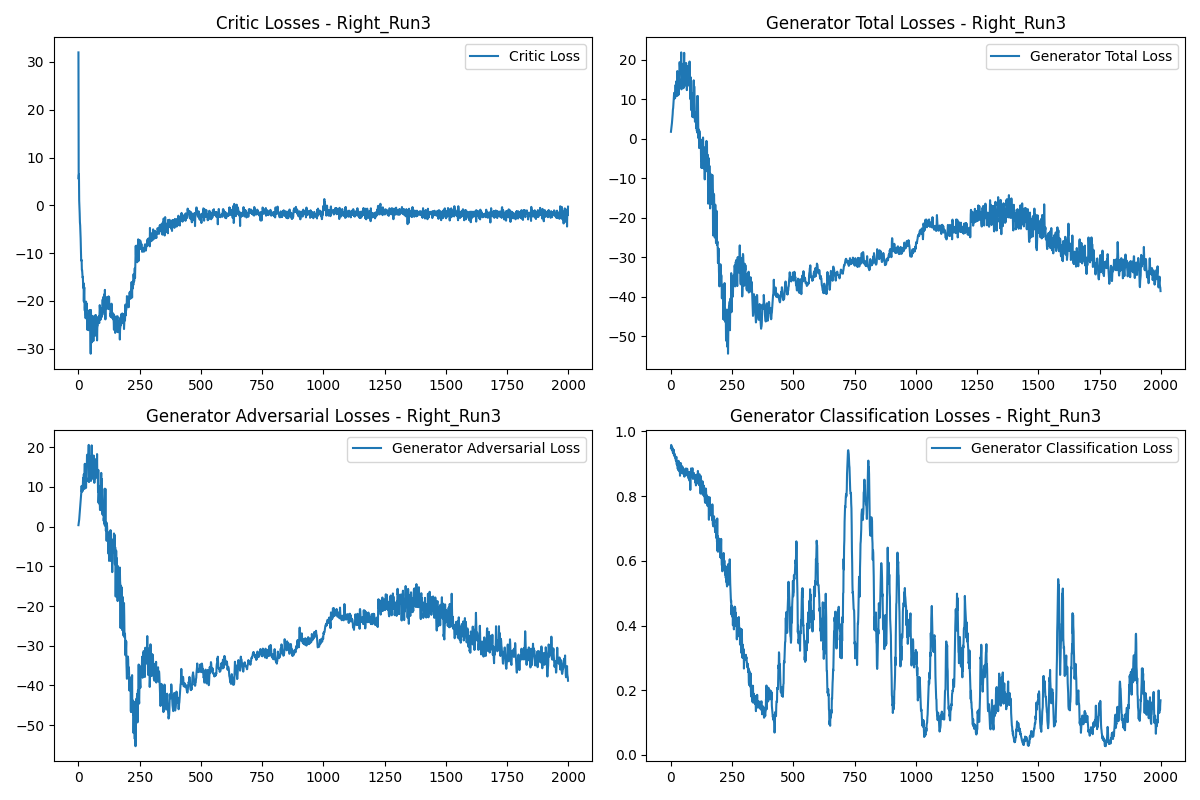 Critic Losses - Right_Run3
Critic Loss
30
20
10
0
−10
−20
−30
0 250 500 750 1000 1250 1500 1750 2000
Generator Total Losses - Right_Run3
Generator Total Loss
20
10
0
−10
−20
−30
−40
−50
0 250 500 750 1000 1250 1500 1750 2000
Generator Adversarial Losses - Right_Run3
Generator Adversarial Loss
20
10
0
−10
−20
−30
−40
−50
0 250 500 750 1000 1250 1500 1750 2000
Generator Classification Losses - Right_Run3
Generator Classification Loss
1.0
0.8
0.6
0.4
0.2
0.0
0 250 500 750 1000 1250 1500 1750 2000